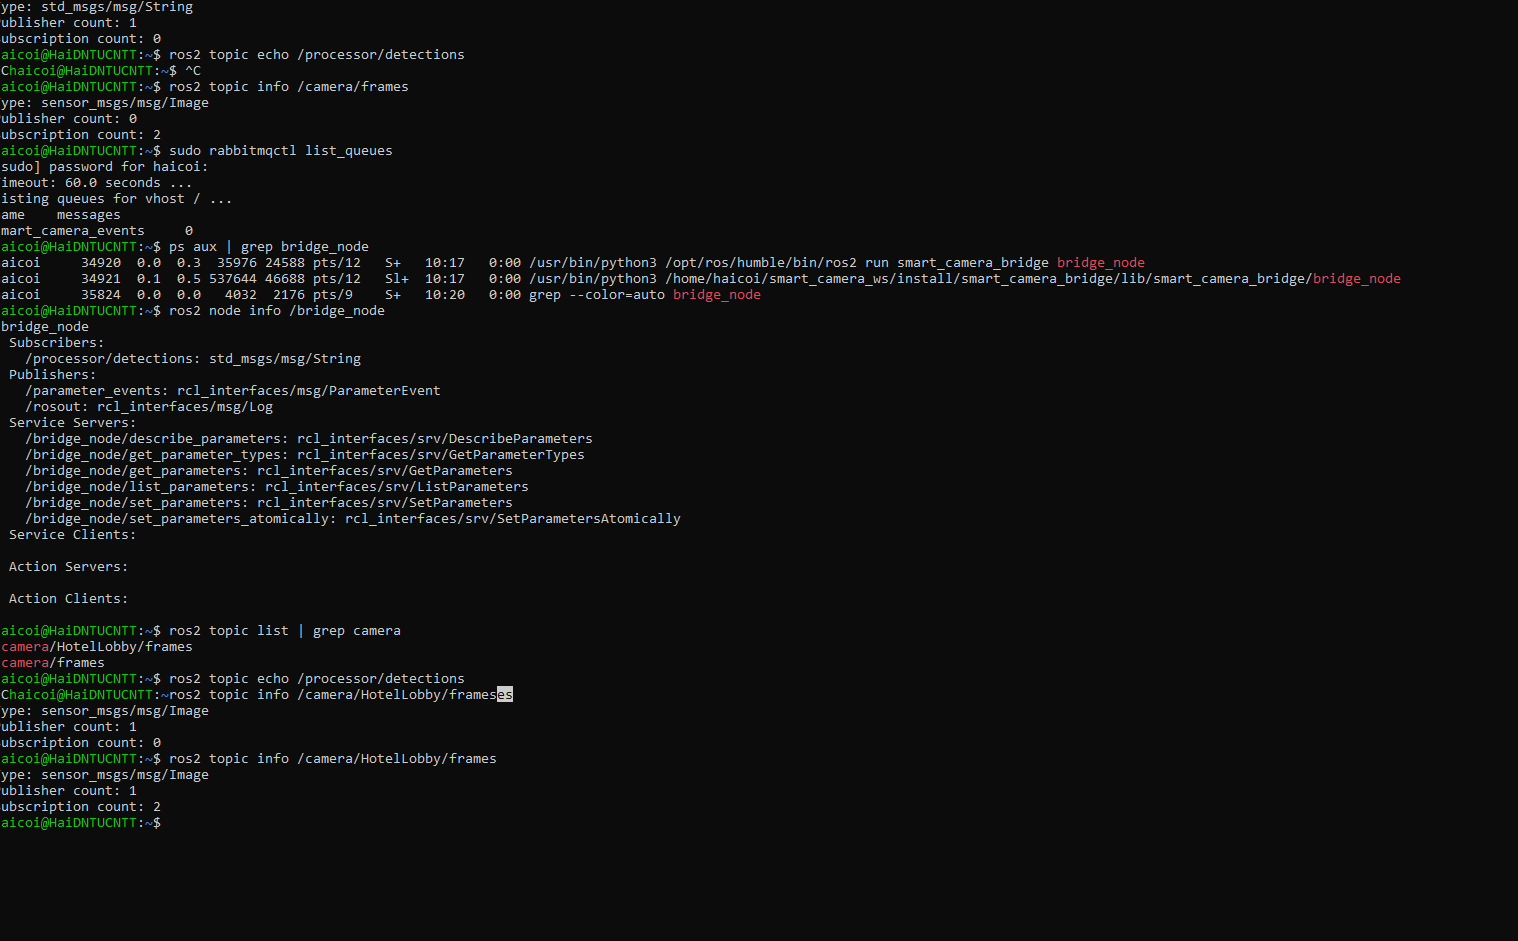 ype: std_msgs/msg/String
ublisher count: 1
ubscription count: 0
aicoi@HaiDNTUCNTT:~$ ros2 topic echo /processor/detections
Chaicoi@HaiDNTUCNTT:~$ ^C
aicoi@HaiDNTUCNTT:~$ ros2 topic info /camera/frames
ype: sensor_msgs/msg/Image
ublisher count: 0
ubscription count: 2
aicoi@HaiDNTUCNTT:~$ sudo rabbitmqctl list_queues
sudo] password for haicoi:
imeout: 60.0 seconds ...
isting queues for vhost / ...
ame    messages
mart_camera_events     0
aicoi@HaiDNTUCNTT:~$ ps aux | grep bridge_node
aicoi     34920  0.0  0.3  35976 24588 pts/12   S+   10:17   0:00 /usr/bin/python3 /opt/ros/humble/bin/ros2 run smart_camera_bridge bridge_node
aicoi     34921  0.1  0.5 537644 46688 pts/12   Sl+  10:17   0:00 /usr/bin/python3 /home/haicoi/smart_camera_ws/install/smart_camera_bridge/lib/smart_camera_bridge/bridge_node
aicoi     35824  0.0  0.0   4032  2176 pts/9    S+   10:20   0:00 grep --color=auto bridge_node
aicoi@HaiDNTUCNTT:~$ ros2 node info /bridge_node
bridge_node
Subscribers:
/processor/detections: std_msgs/msg/String
Publishers:
/parameter_events: rcl_interfaces/msg/ParameterEvent
/rosout: rcl_interfaces/msg/Log
Service Servers:
/bridge_node/describe_parameters: rcl_interfaces/srv/DescribeParameters
/bridge_node/get_parameter_types: rcl_interfaces/srv/GetParameterTypes
/bridge_node/get_parameters: rcl_interfaces/srv/GetParameters
/bridge_node/list_parameters: rcl_interfaces/srv/ListParameters
/bridge_node/set_parameters: rcl_interfaces/srv/SetParameters
/bridge_node/set_parameters_atomically: rcl_interfaces/srv/SetParametersAtomically
Service Clients:
Action Servers:
Action Clients:
aicoi@HaiDNTUCNTT:~$ ros2 topic list | grep camera
camera/HotelLobby/frames
camera/frames
aicoi@HaiDNTUCNTT:~$ ros2 topic echo /processor/detections
Chaicoi@HaiDNTUCNTT:~ros2 topic info /camera/HotelLobby/frameses
ype: sensor_msgs/msg/Image
ublisher count: 1
ubscription count: 0
aicoi@HaiDNTUCNTT:~$ ros2 topic info /camera/HotelLobby/frames
ype: sensor_msgs/msg/Image
ublisher count: 1
ubscription count: 2
aicoi@HaiDNTUCNTT:~$